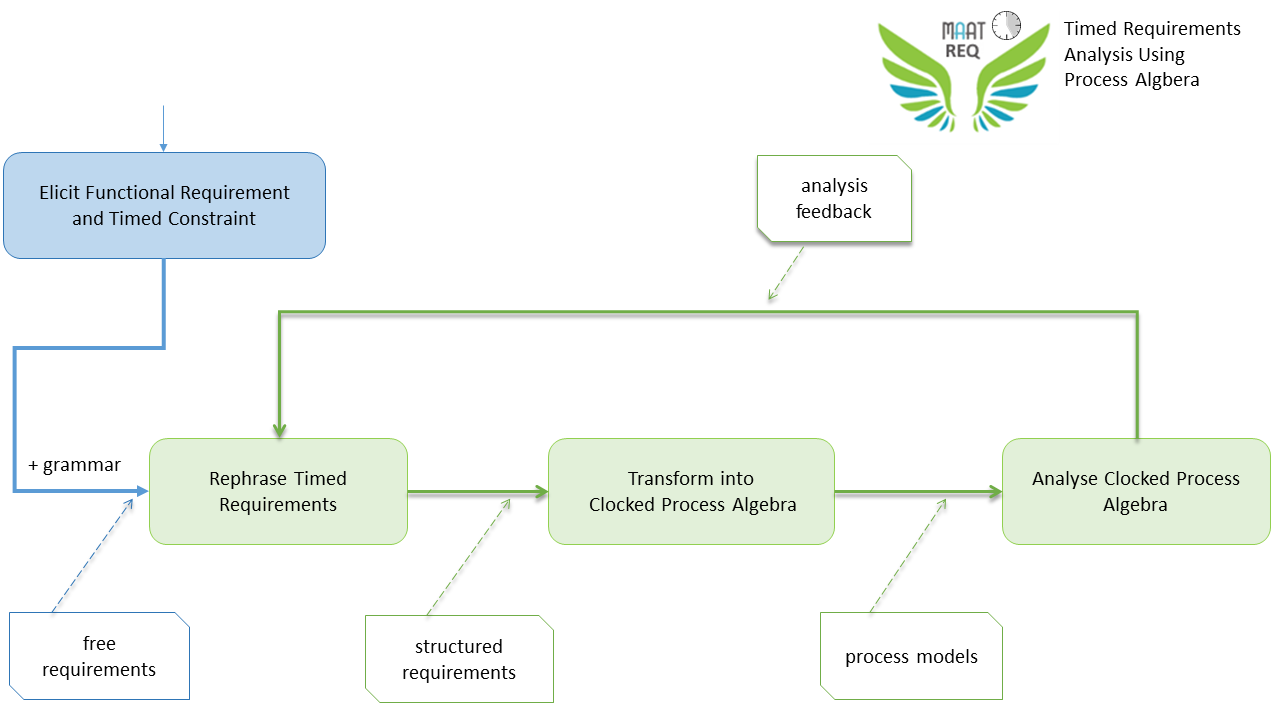 MAAT
REQ
Timed Requirements
Analysis Using
Process Algbera
Elicit Functional Requirement
and Timed Constraint
analysis
feedback
+ grammar
Rephrase Timed
Requirements
Transform into
Clocked Process Algebra
Analyse Clocked Process
Algebra
free
requirements
structured
requirements
process models